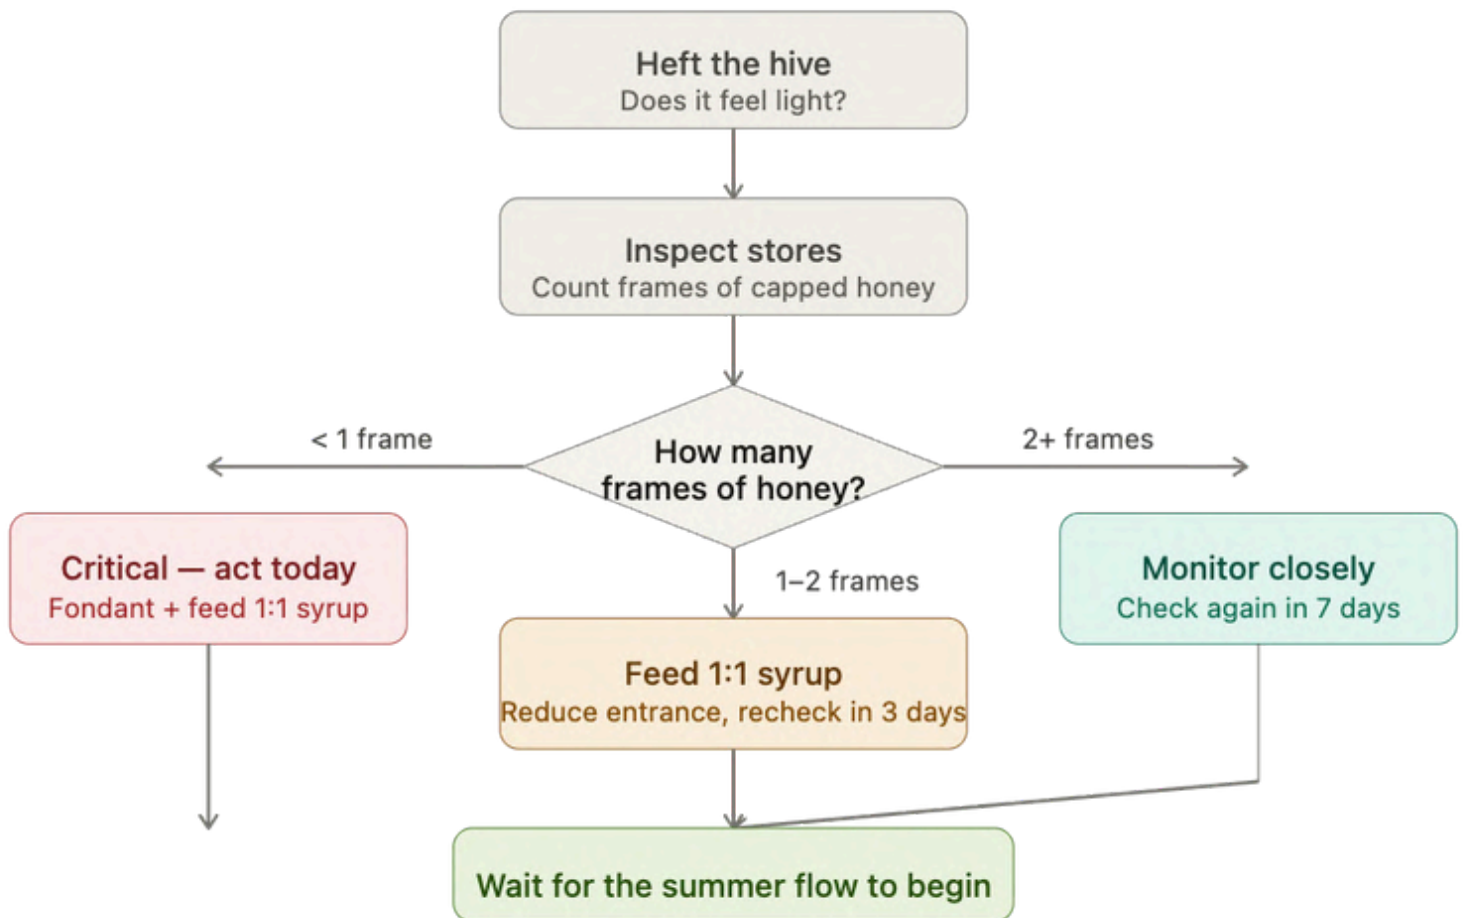 Heft the hive
Does it feel light?
Inspect stores
Count frames of capped honey
< 1 frame
How many
frames of honey?
2+ frames
Critical — act today
Fondant + feed 1:1 syrup
1–2 frames
Monitor closely
Check again in 7 days
Feed 1:1 syrup
Reduce entrance, recheck in 3 days
Wait for the summer flow to begin